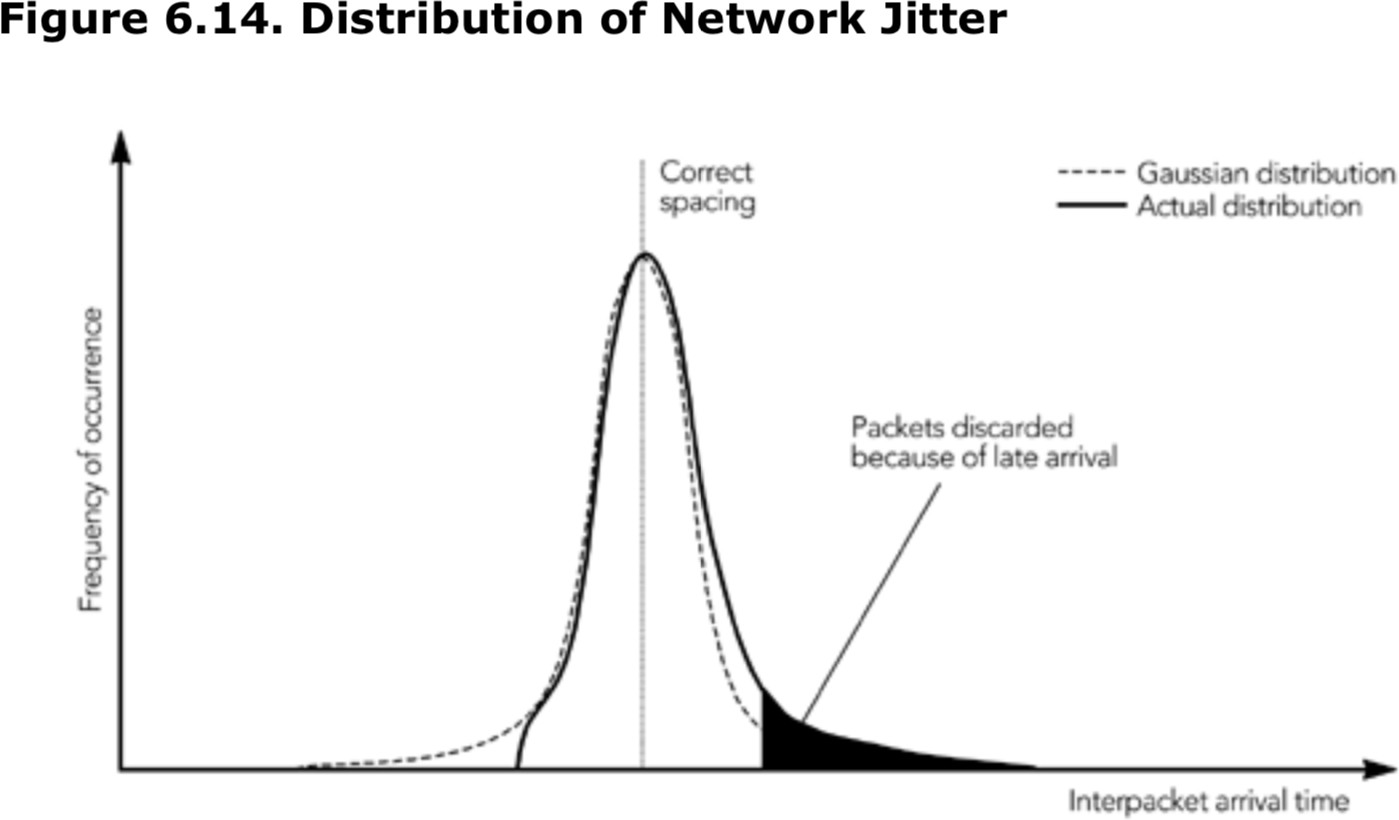 Figure 6.14. Distribution of Network Jitter
Correct
spacing
Gaussian distribution
Actual distribution
Frequency of occurrence
Packets discarded
because of late arrival
Interpacket arrival time